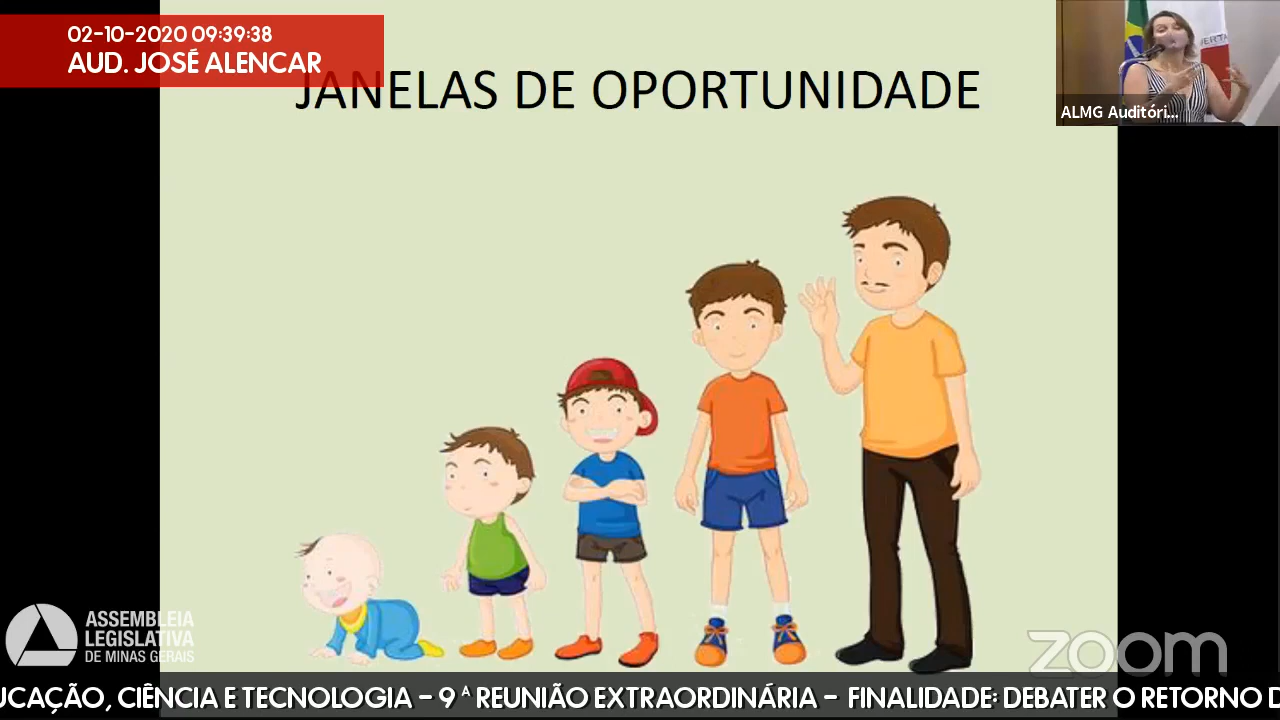 02-10-2020 09:39:38
AUD. JOSÉ ALENCAR
JANELAS DE OPORTUNIDADE
ALMG Auditóri...
ASSEMBLEIA
LEGISLATIVA
DE MINAS GERAIS
zoom
UCAÇÃO, CIÊNCIA E TECNOLOGIA - 9 ª REUNIÃO EXTRAORDINÁRIA - FINALIDADE: DEBATER O RETORNO D